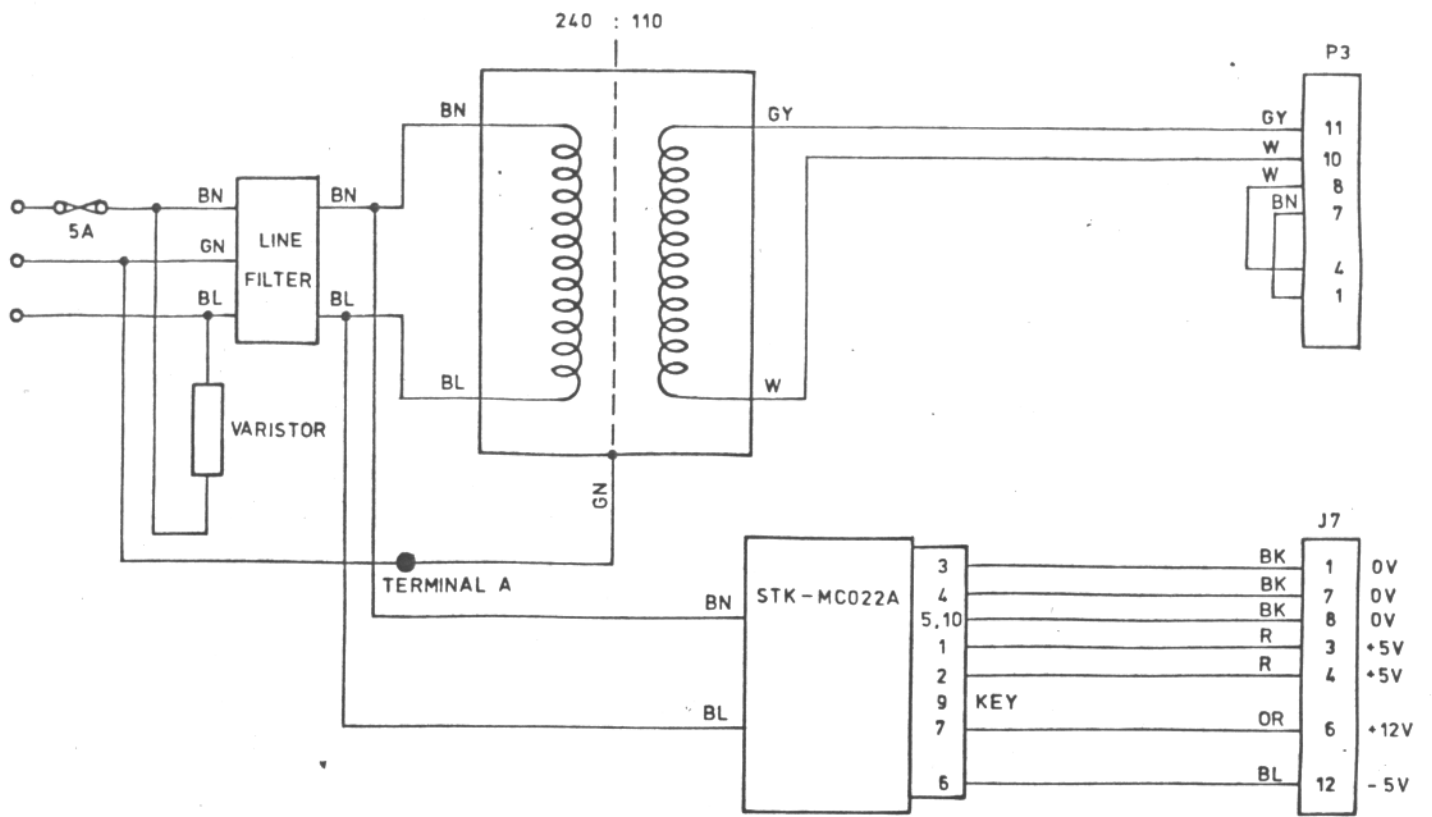 240 : 110
P3
BN
GY
GY
11
W
10
W
8
BN
7
4
1
5A
BN
GN
BL
LINE
FILTER
BN
BL
BL
W
VARISTOR
GN
TERMINAL A
BN
BL
STK-MC022A
J7
3
BK
1
0V
4
BK
7
0V
5,10
BK
8
0V
1
R
3
+5V
2
R
4
+5V
9
KEY
7
OR
6
+12V
6
BL
12
-5V